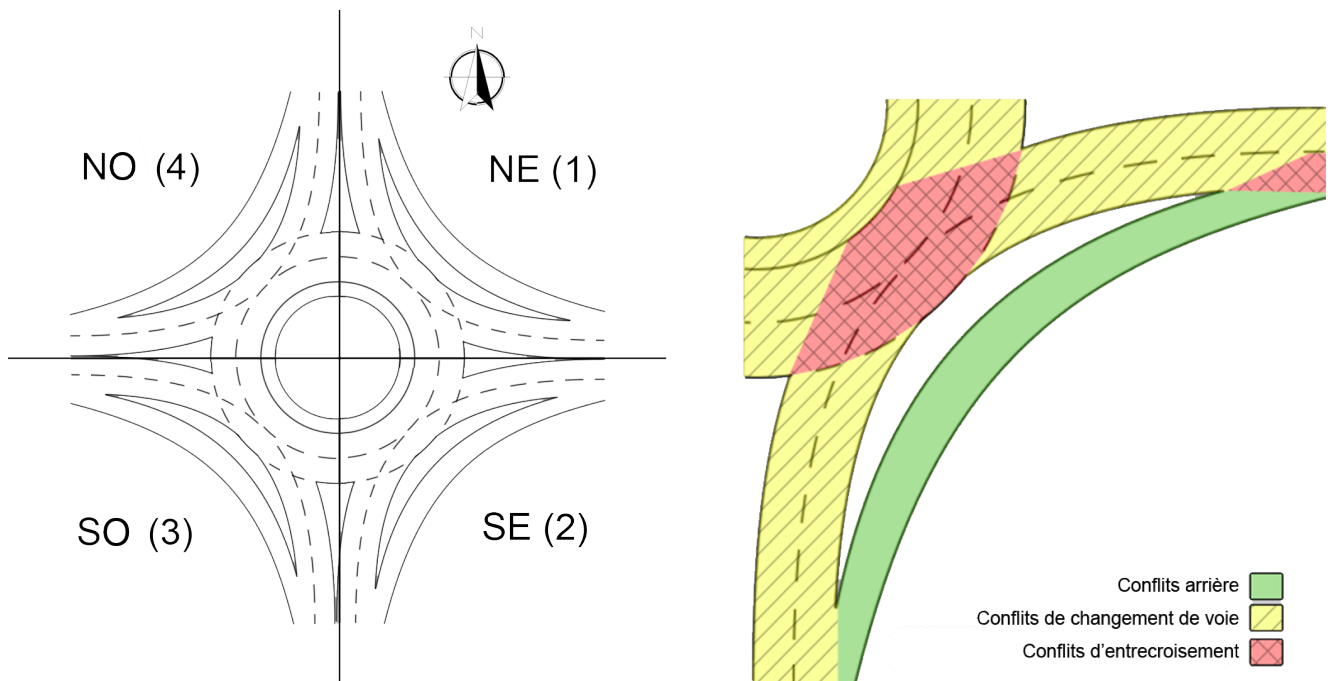 N
NO (4)
NE (1)
SO (3)
SE (2)
Conflits arrière
Conflits de changement de voie
Conflits d'entrecroisement